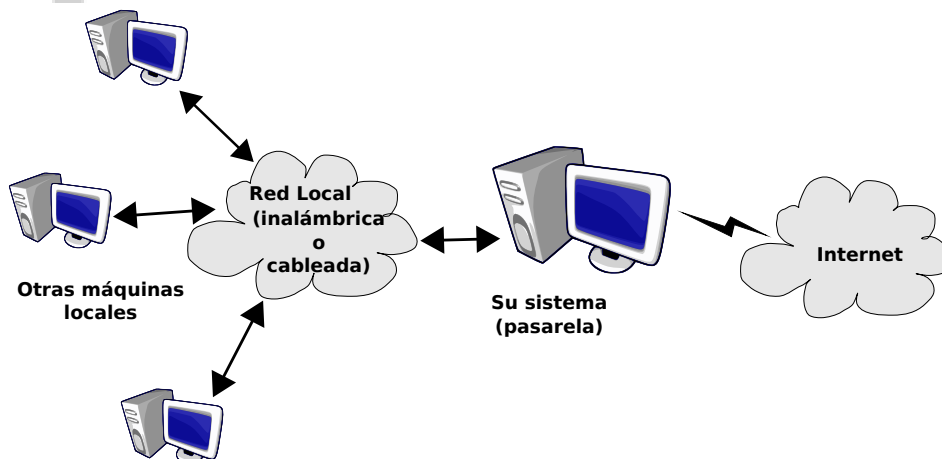 Red Local
(inalámbrica
o
cableada)
Otras máquinas
locales
Su sistema
(pasarela)
Internet